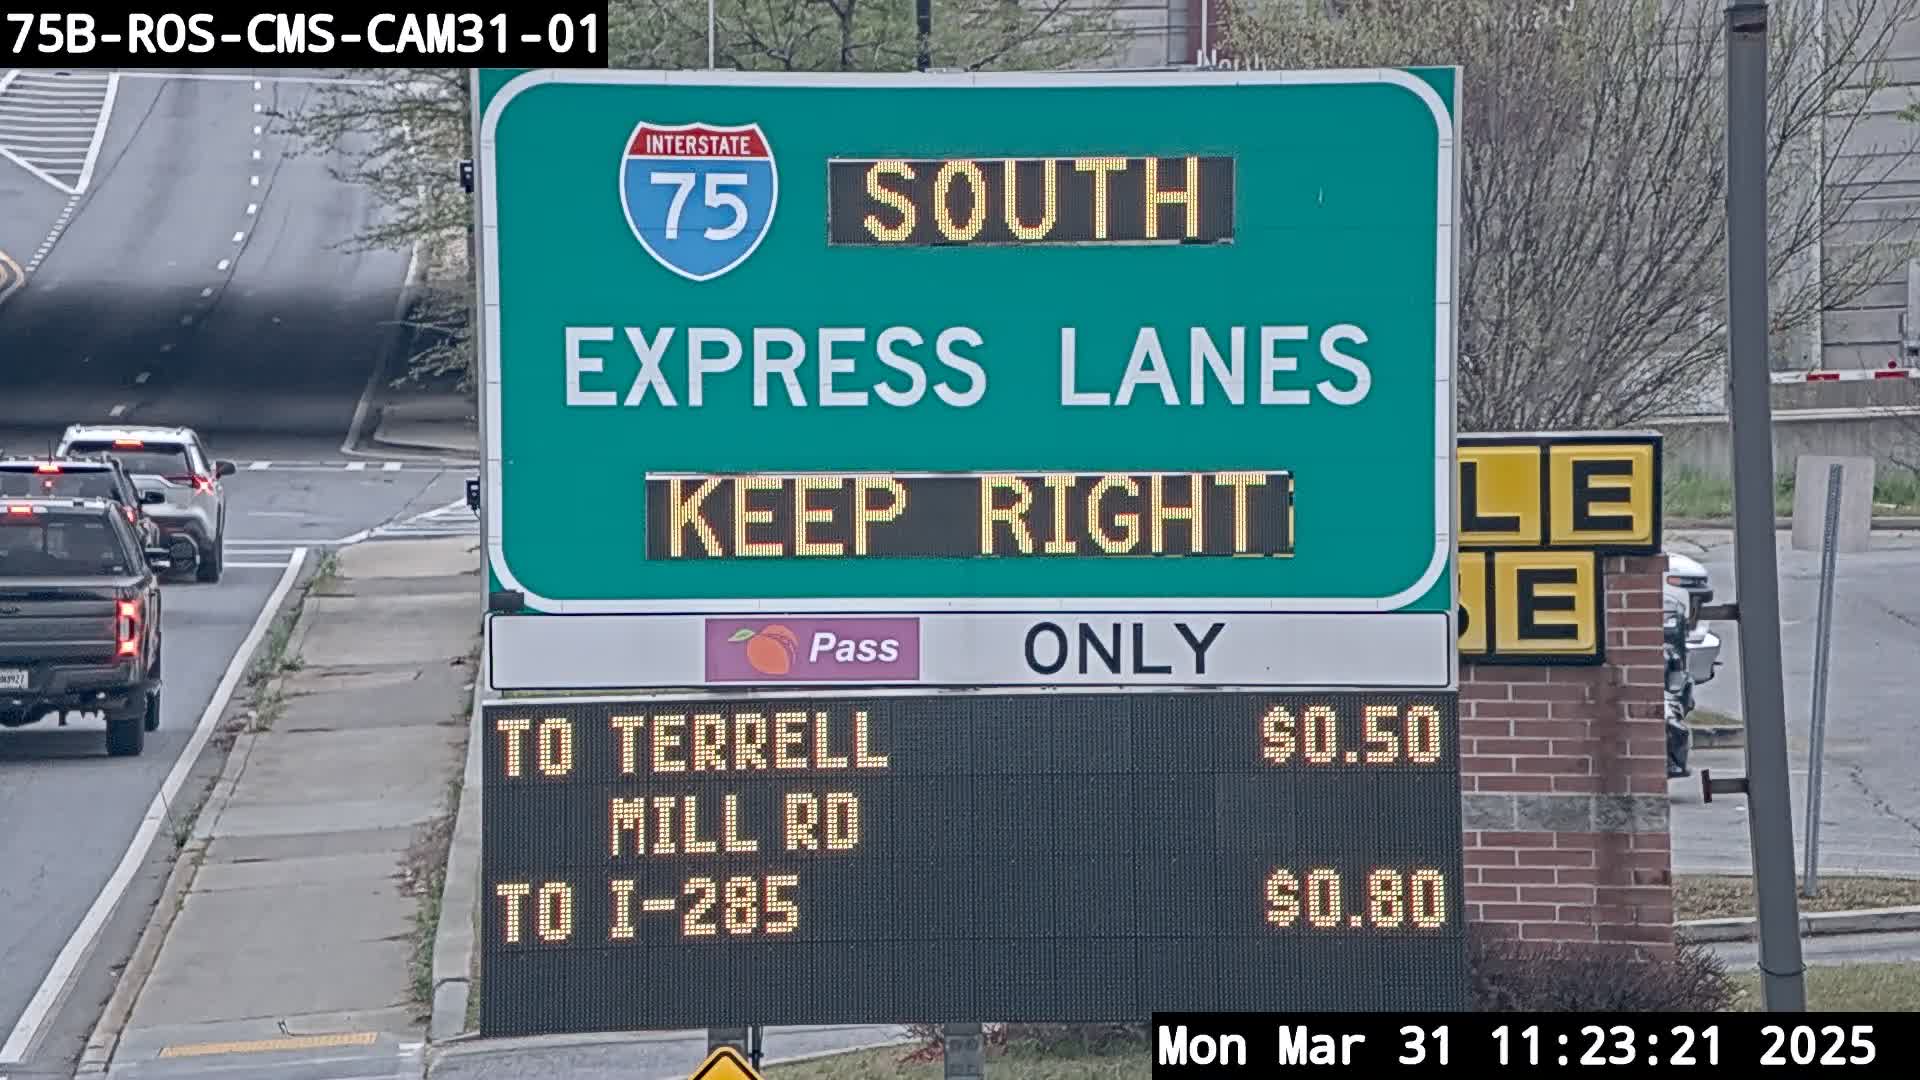 75B-ROS-CMS-CAM31-01
INTERSTATE
75
SOUTH
EXPRESS LANES
KEEP RIGHT
LE
E
Pass ONLY
TO TERRELL $0.50
MILL RD
TO I-285 $0.80
Mon Mar 31 11:23:21 2025